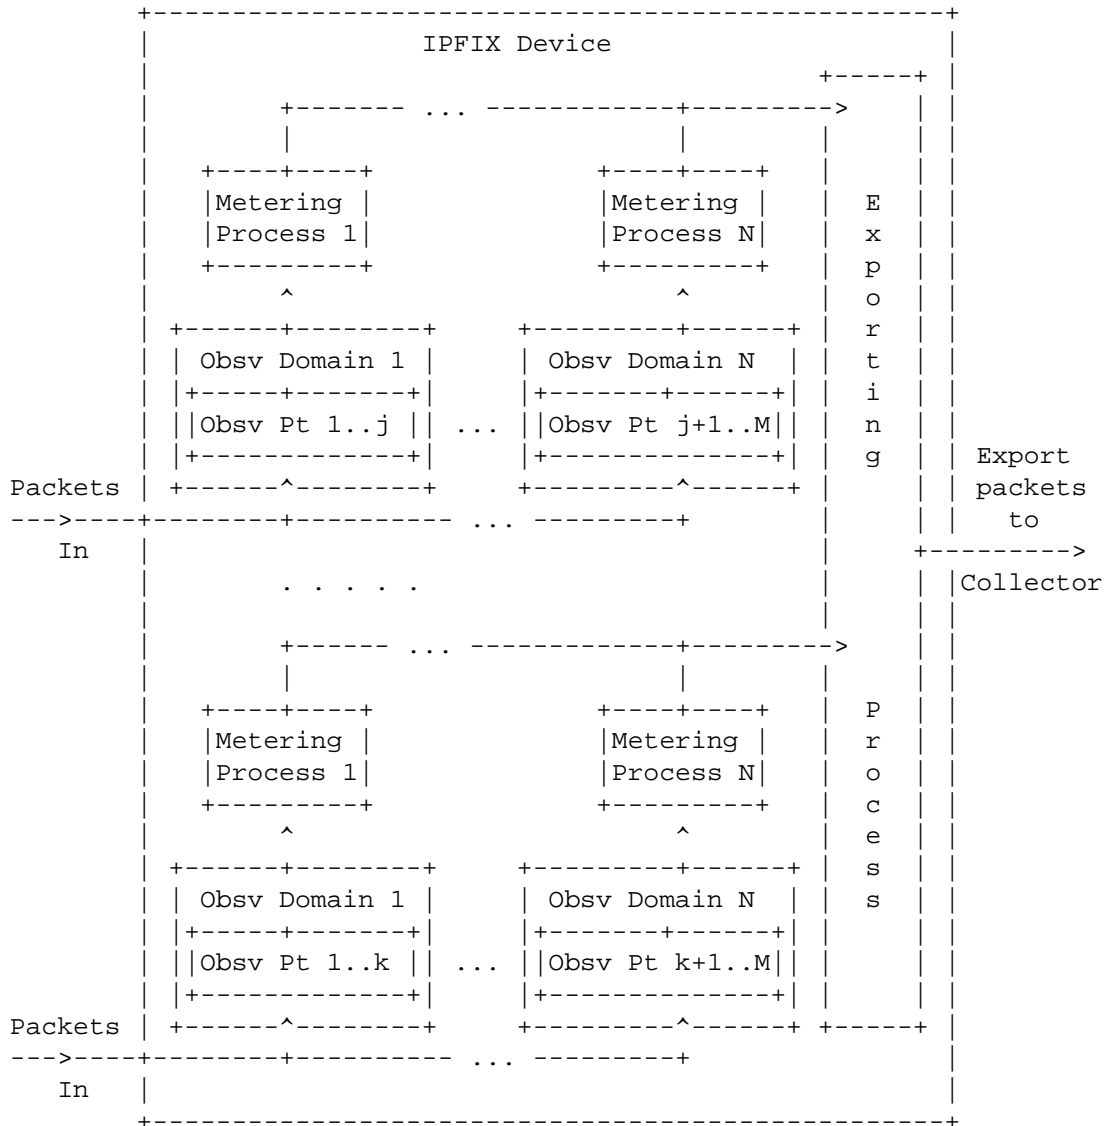 +---------------------------------------------------+
|                 IPFIX Device                      |
|                                          +-----+ |
|        +------- ... ------------+--------->    | |
|        |                        |        |     | |
|   +----+----+              +----+----+   |     | |
|   |Metering |              |Metering |   |  E  | |
|   |Process 1|              |Process N|   |  x  | |
|   +---------+              +---------+   |  p  | |
|        ^                        ^        |  o  | |
| +------+--------+     +---------+------+ |  r  | |
| | Obsv Domain 1 |     | Obsv Domain N  | |  t  | |
| |+-----+-------+|     |+-------+------+| |  i  | |
| ||Obsv Pt 1..j || ... ||Obsv Pt j+1..M|| |  n  | |
| |+-------------+|     |+--------------+| |  g  | | Export
Packets | +------^--------+     +---------^------+ |     | | packets
--->----+--------+---------- ... ---------+        |     | | to
In |                                          |     +--------->
|        . . . . .                         |     | |Collector
|                                          |     | |
|        +------ ... -------------+--------->    | |
|        |                        |        |     | |
|   +----+----+              +----+----+   |  P  | |
|   |Metering |              |Metering |   |  r  | |
|   |Process 1|              |Process N|   |  o  | |
|   +---------+              +---------+   |  c  | |
|        ^                        ^        |  e  | |
| +------+--------+     +---------+------+ |  s  | |
| | Obsv Domain 1 |     | Obsv Domain N  | |  s  | |
| |+-----+-------+|     |+-------+------+| |     | |
| ||Obsv Pt 1..k || ... ||Obsv Pt k+1..M|| |     | |
| |+-------------+|     |+--------------+| |     | |
Packets | +------^--------+     +---------^------+ +-----+ |
--->----+--------+---------- ... ---------+                |
In |                                                  |
+---------------------------------------------------+